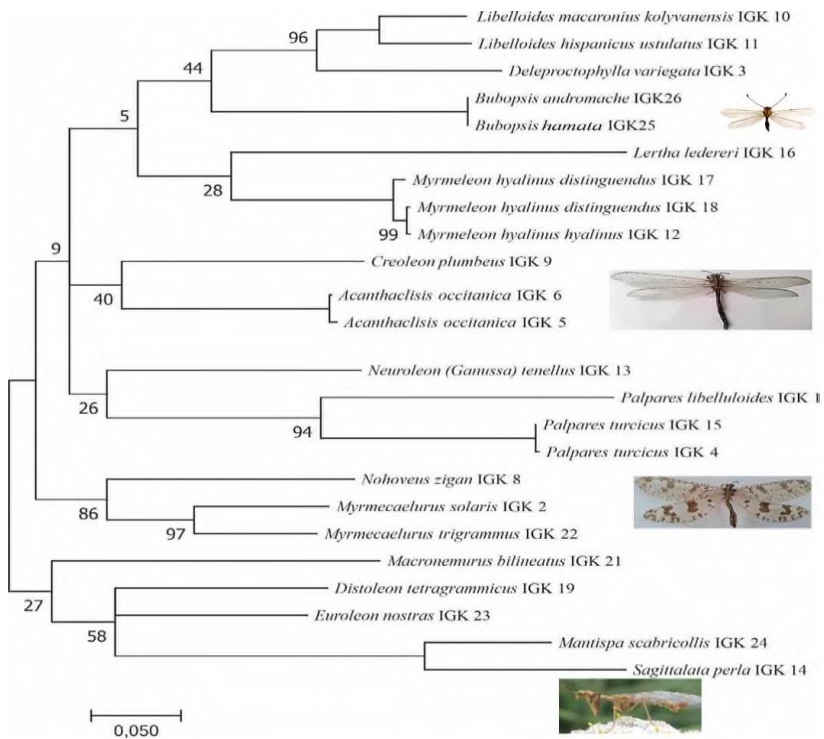 Libelloides macaronius kolyvanensis IGK 10
96
Libelloides hispanicus ustulatus IGK 11
44
Deleproctophylla variegata IGK 3
Bubopsis andromache IGK26
5
Bubopsis hamata IGK25
Lertha ledereri IGK 16
Myrmeleon hyalinus distinguendus IGK 17
28
Myrmeleon hyalinus distinguendus IGK 18
99
Myrmeleon hyalinus hyalinus IGK 12
9
Creoleon plumbeus IGK 9
40
Acanthaclisis occitanica IGK 6
Acanthaclisis occitanica IGK 5
Neuroleon (Ganussa) tenellus IGK 13
26
Palpares libelluloides IGK 1
94
Palpares turcicus IGK 15
Palpares turcicus IGK 4
Nohoveus zigan IGK 8
86
Myrmecaelurus solaris IGK 2
97
Myrmecaelurus trigrammus IGK 22
Macronemurus bilineatus IGK 21
27
Distoleon tetragrammicus IGK 19
58
Euroleon nostras IGK 23
Mantispa scabricollis IGK 24
Sagittalata perla IGK 14
0,050